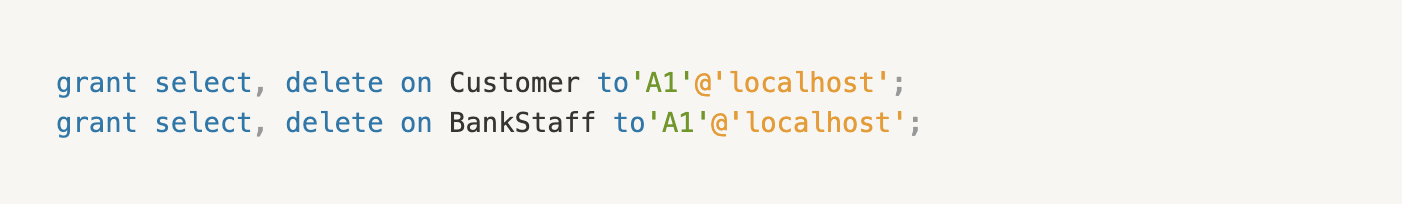 grant select, delete on Customer to'A1'@'localhost';
grant select, delete on BankStaff to'A1'@'localhost';